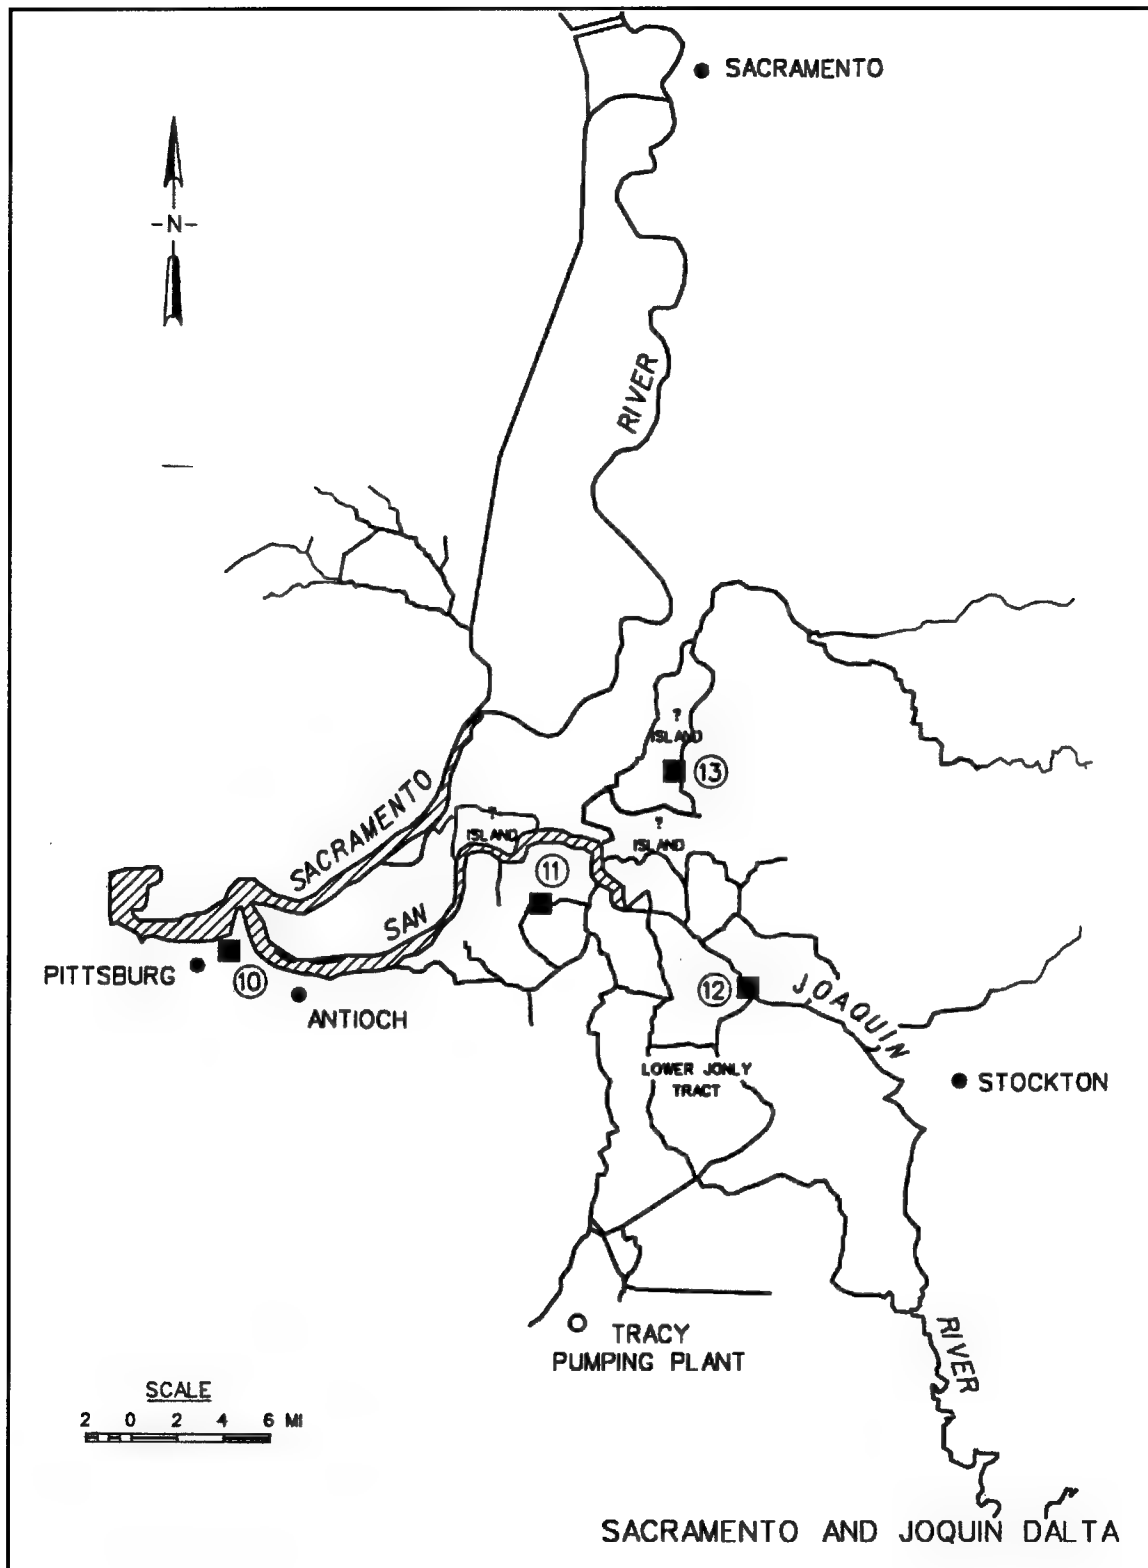 SACRAMENTO
-N-
RIVER
?
ISLAND
13
SACRAMENTO
?
ISLAND
?
ISLAND
11
SAN
PITTSBURG
10
ANTIOCH
12
JOAQUIN
LOWER JONLY
TRACT
STOCKTON
TRACY
PUMPING PLANT
RIVER
SCALE
2 0 2 4 6 MI
SACRAMENTO AND JOQUIN DALTA